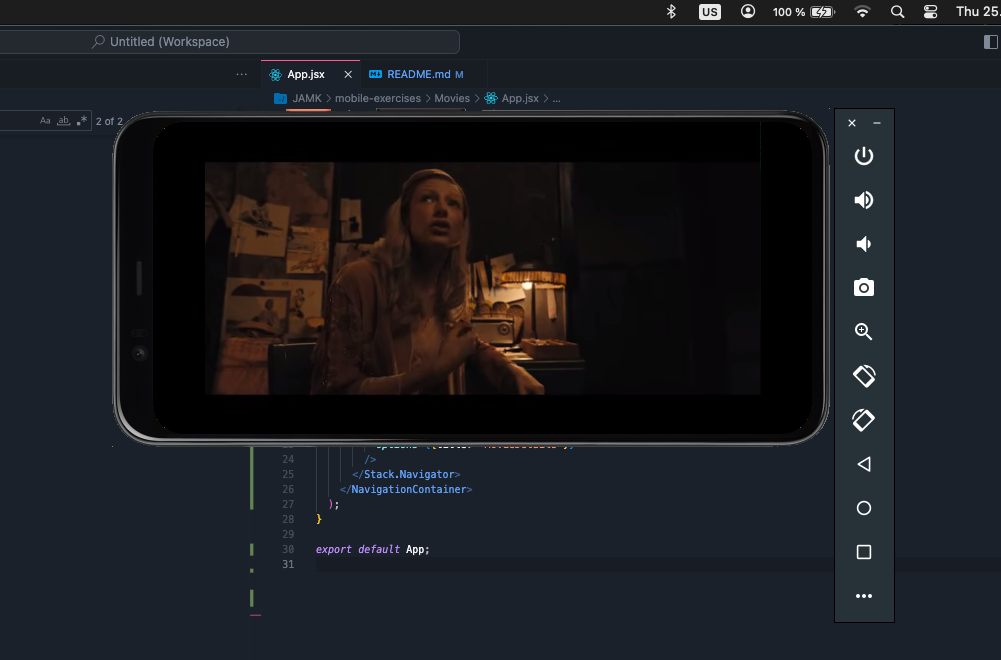 US
100 %
Thu 25.
Untitled (Workspace)
App.jsx
README.md M
JAMK > mobile-exercises > Movies > App.jsx > ...
Aa ab .* 2 of 2
24 />
25 </Stack.Navigator>
26 </NavigationContainer>
27 );
28 }
29
30 export default App;
31